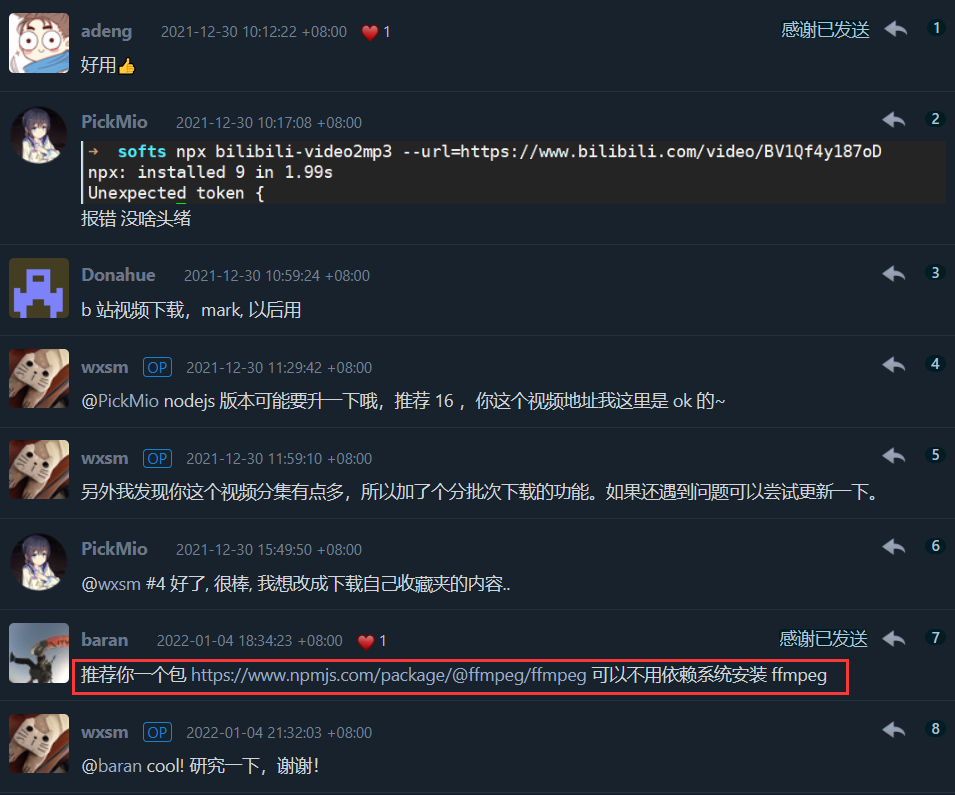 adeng 2021-12-30 10:12:22 +08:00 ❤️ 1 感谢已发送 1
好用👍
PickMio 2021-12-30 10:17:08 +08:00 2
→ softs npx bilibili-video2mp3 --url=https://www.bilibili.com/video/BV1Qf4y187oD
npx: installed 9 in 1.99s
Unexpected token {
报错 没啥头绪
Donahue 2021-12-30 10:59:24 +08:00 3
b 站视频下载，mark, 以后用
wxsm OP 2021-12-30 11:29:42 +08:00 4
@PickMio nodejs 版本可能要升一下哦，推荐 16 ，你这个视频地址我这里是 ok 的~
wxsm OP 2021-12-30 11:59:10 +08:00 5
另外我发现你这个视频分集有点多，所以加了个分批次下载的功能。如果还遇到问题可以尝试更新一下。
PickMio 2021-12-30 15:49:50 +08:00 6
@wxsm #4 好了, 很棒, 我想改成下载自己收藏夹的内容..
baran 2022-01-04 18:34:23 +08:00 ❤️ 1 感谢已发送 7
推荐你一个包 https://www.npmjs.com/package/@ffmpeg/ffmpeg 可以不用依赖系统安装 ffmpeg
wxsm OP 2022-01-04 21:32:03 +08:00 8
@baran cool! 研究一下，谢谢！